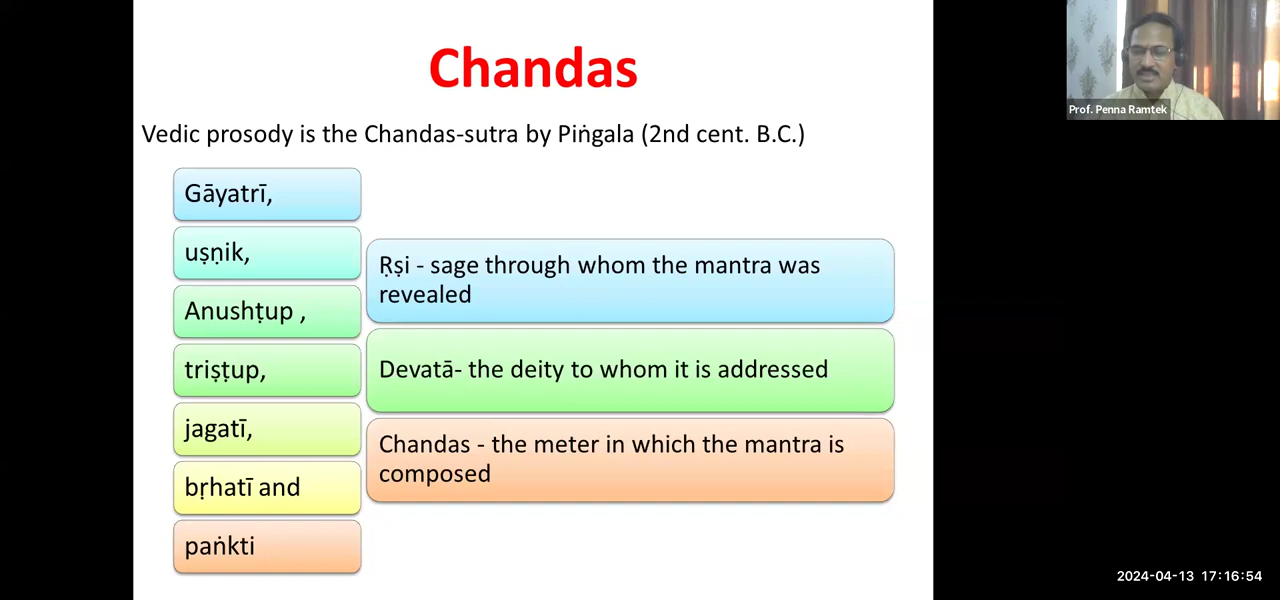 Chandas
Vedic prosody is the Chandas-sutra by Piṅgala (2nd cent. B.C.)
Gāyatrī,
uṣṇik,
Anushṭup ,
triṣṭup,
jagatī,
bṛhatī and
paṅkti
Ṛṣi - sage through whom the mantra was
revealed
Devatā- the deity to whom it is addressed
Chandas - the meter in which the mantra is
composed
Prof. Penna Ramtek
2024-04-13 17:16:54